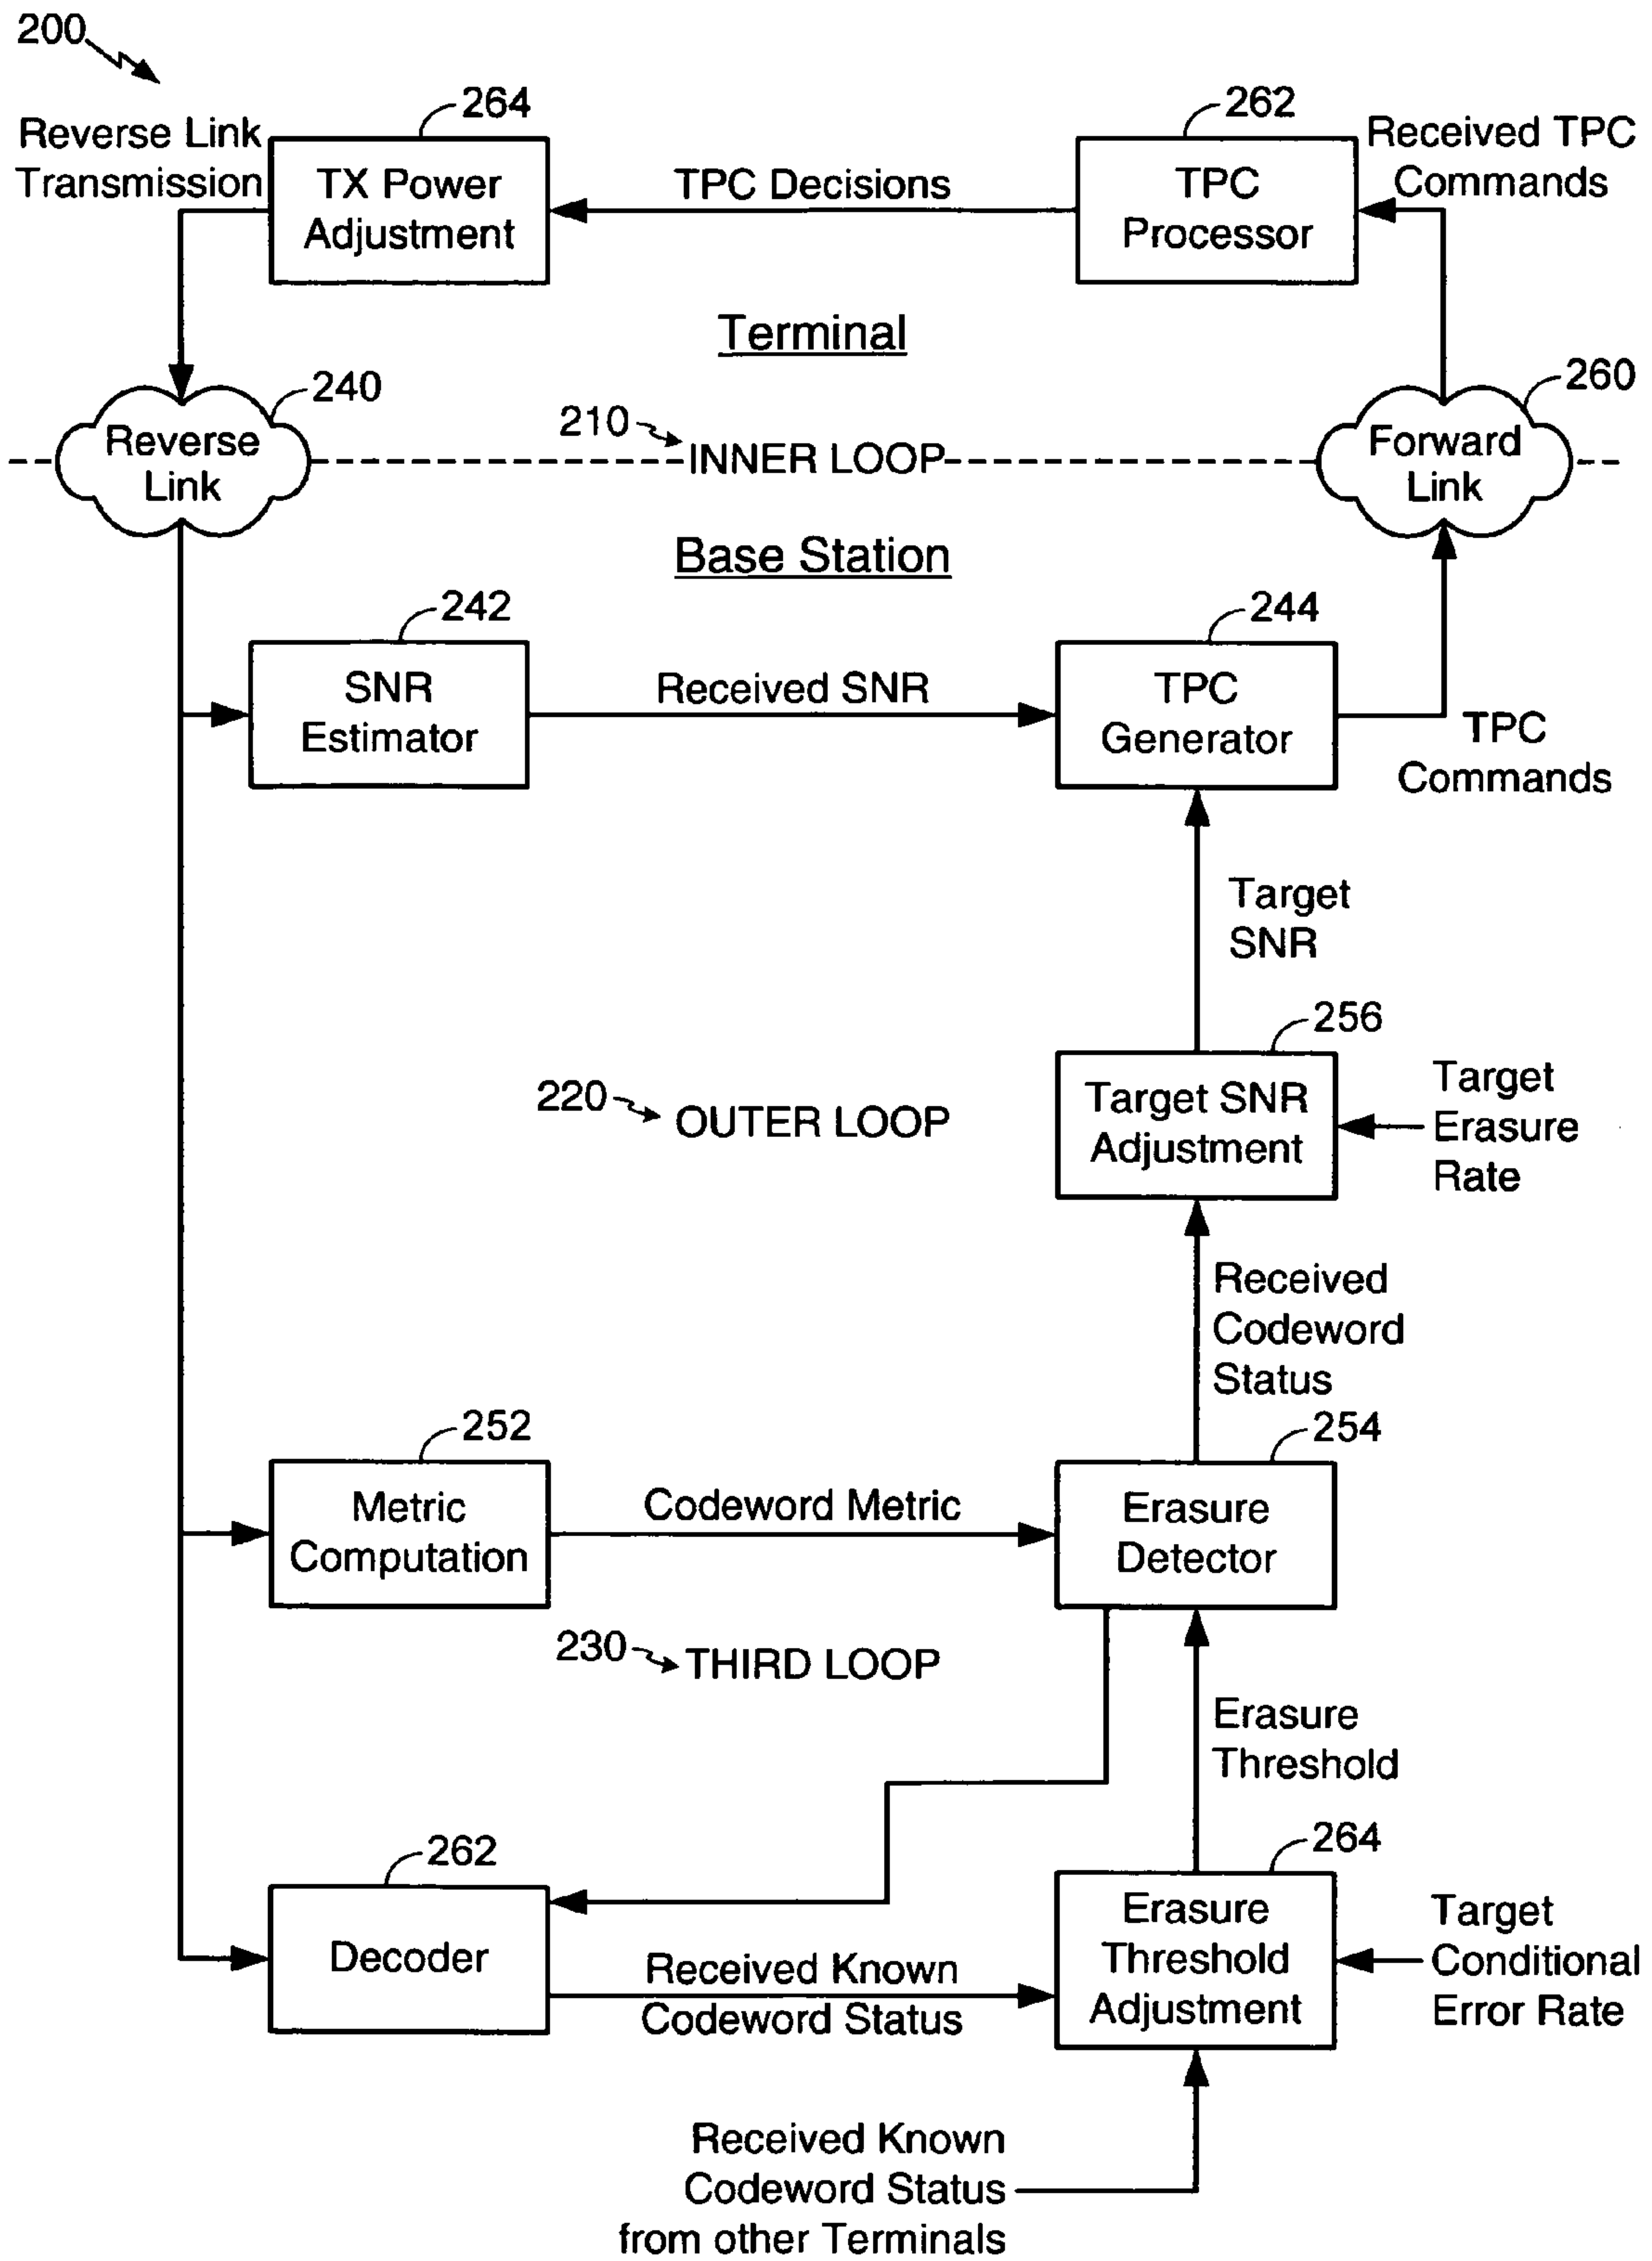 200
264
262
Reverse Link
Transmission
TX Power
Adjustment
TPC Decisions
TPC
Processor
Received TPC
Commands
Terminal
240
260
Reverse
Link
210
INNER LOOP
Forward
Link
Base Station
242
244
SNR
Estimator
Received SNR
TPC
Generator
TPC
Commands
Target
SNR
256
220
OUTER LOOP
Target SNR
Adjustment
Target
Erasure
Rate
Received
Codeword
Status
252
254
Metric
Computation
Codeword Metric
Erasure
Detector
230
THIRD LOOP
Erasure
Threshold
262
264
Decoder
Received Known
Codeword Status
Erasure
Threshold
Adjustment
Target
Conditional
Error Rate
Received Known
Codeword Status
from other Terminals